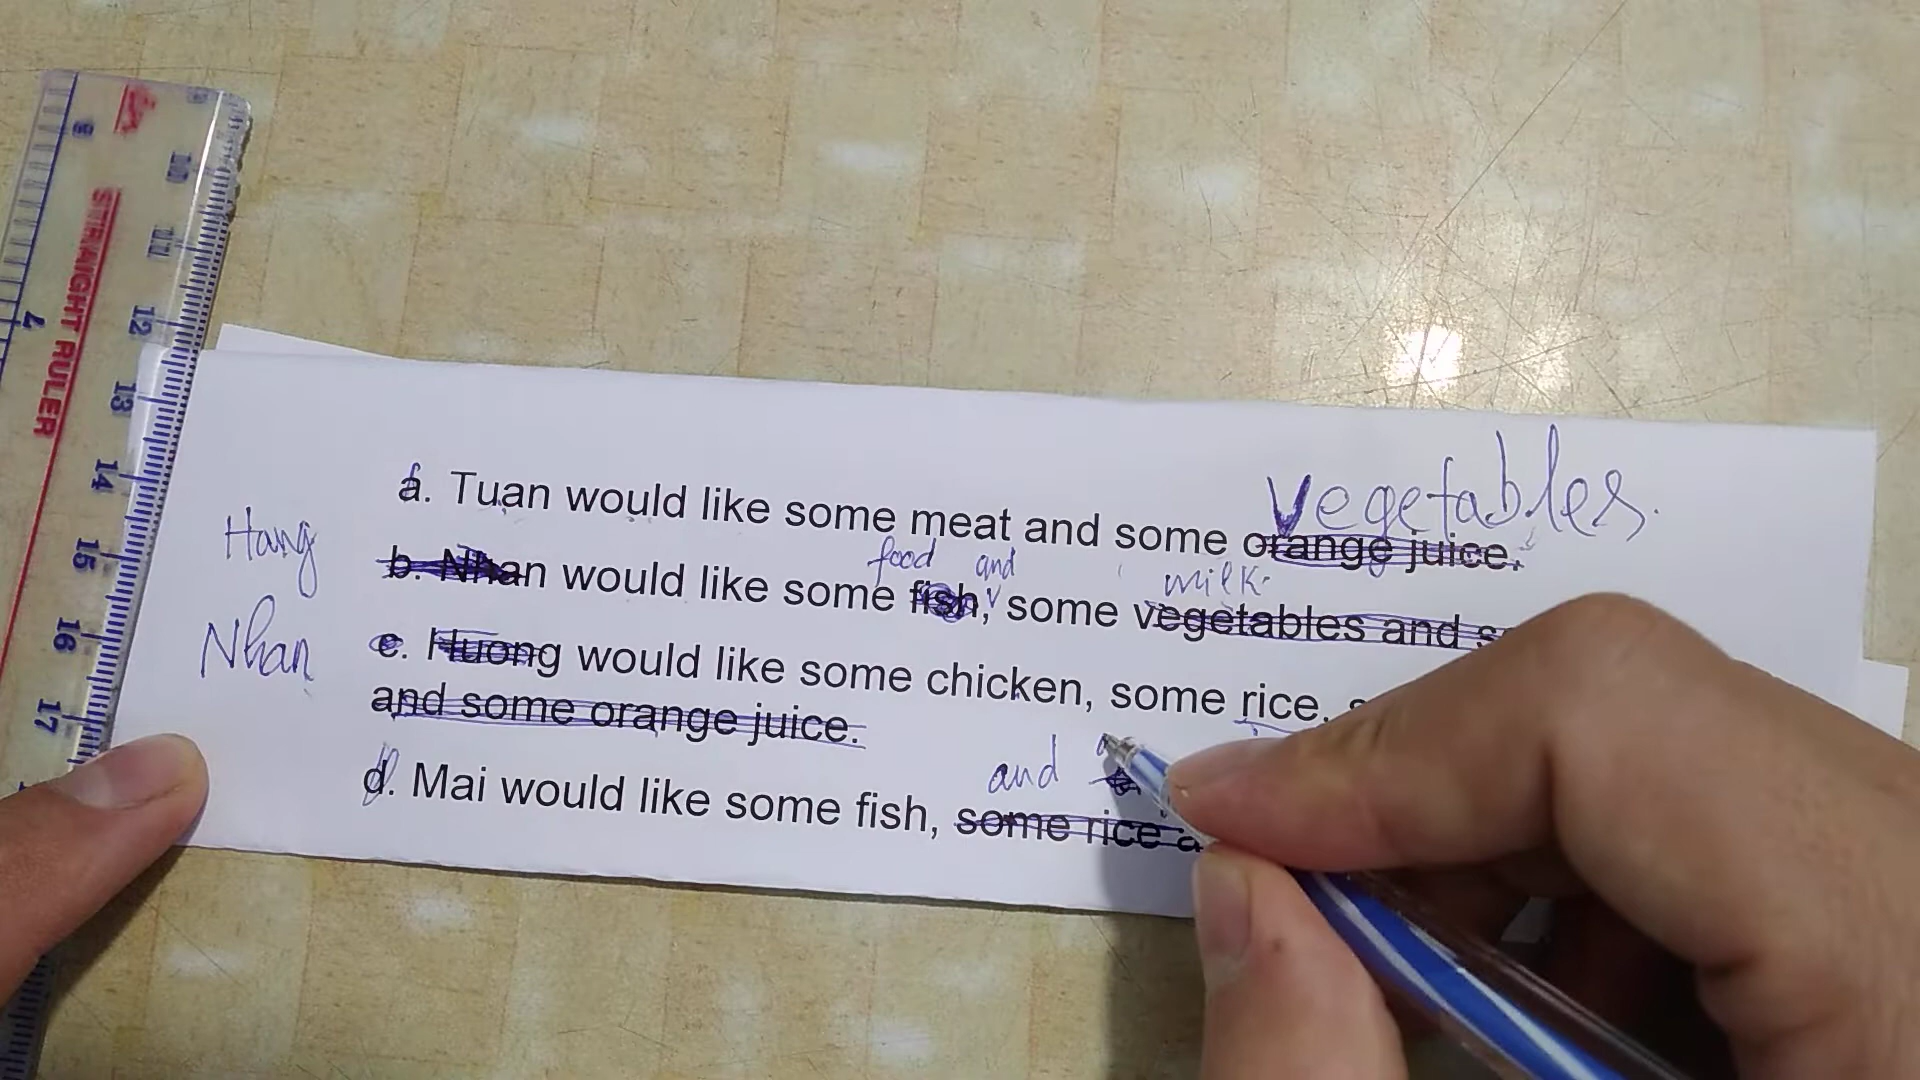 STRAIGHT RULER
10
11
12
13
14
15
16
17
Vegetables.
a. Tuan would like some meat and some orange juice.
food and milk.
Hang
b. Nhan would like some fish, some vegetables and
Nhan
e. Huong would like some chicken, some rice,
and some orange juice.
and
d. Mai would like some fish, some rice a